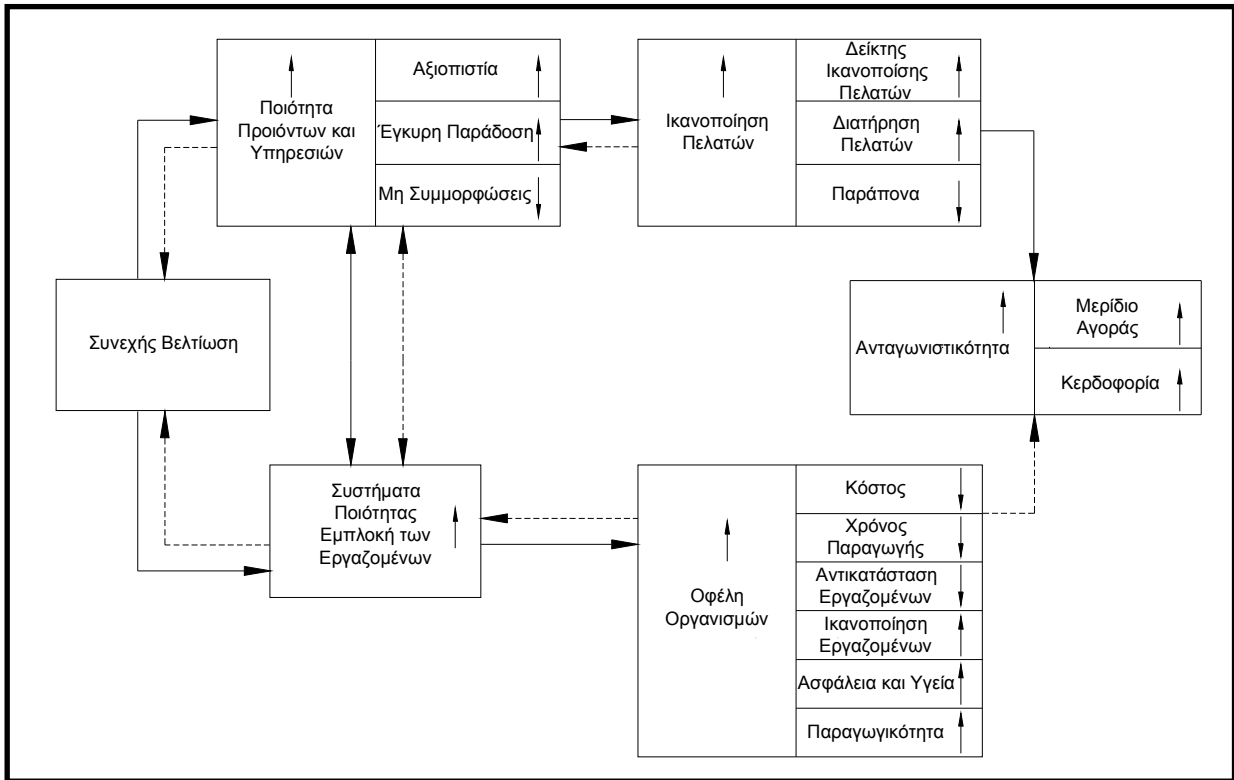 Ποιότητα
Προιόντων και
Υπηρεσιών
Αξιοπιστία
Έγκυρη Παράδοση
Μη Συμμορφώσεις
Ικανοποίηση
Πελατών
Δείκτης
Ικανοποίσης
Πελατών
Διατήρηση
Πελατών
Παράπονα
Συνεχής Βελτίωση
Ανταγωνιστικότητα
Μερίδιο
Αγοράς
Κερδοφορία
Συστήματα
Ποιότητας
Εμπλοκή των
Εργαζομένων
Οφέλη
Οργανισμών
Κόστος
Χρόνος
Παραγωγής
Αντικατάσταση
Εργαζομένων
Ικανοποίηση
Εργαζομένων
Ασφάλεια και Υγεία
Παραγωγικότητα